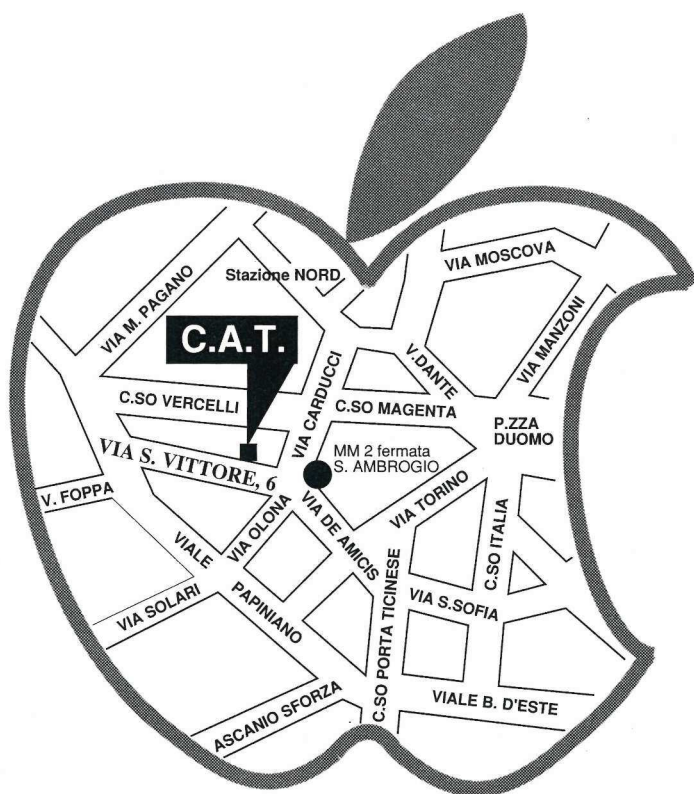 VIA MOSCOVA
Stazione NORD
VIA M. PAGANO
C.A.T.
VIA MANZONI
V.DANTE
VIA CARDUCCI
C.SO VERCELLI
C.SO MAGENTA
P.ZZA
DUOMO
VIA S. VITTORE, 6
MM 2 fermata
S. AMBROGIO
V. FOPPA
VIA TORINO
VIA OLONA
VIA DE AMICIS
C.SO ITALIA
VIALE
PAPINIANO
VIA SOLARI
VIA S.SOFIA
C.SO PORTA TICINESE
ASCANIO SFORZA
VIALE B. D'ESTE